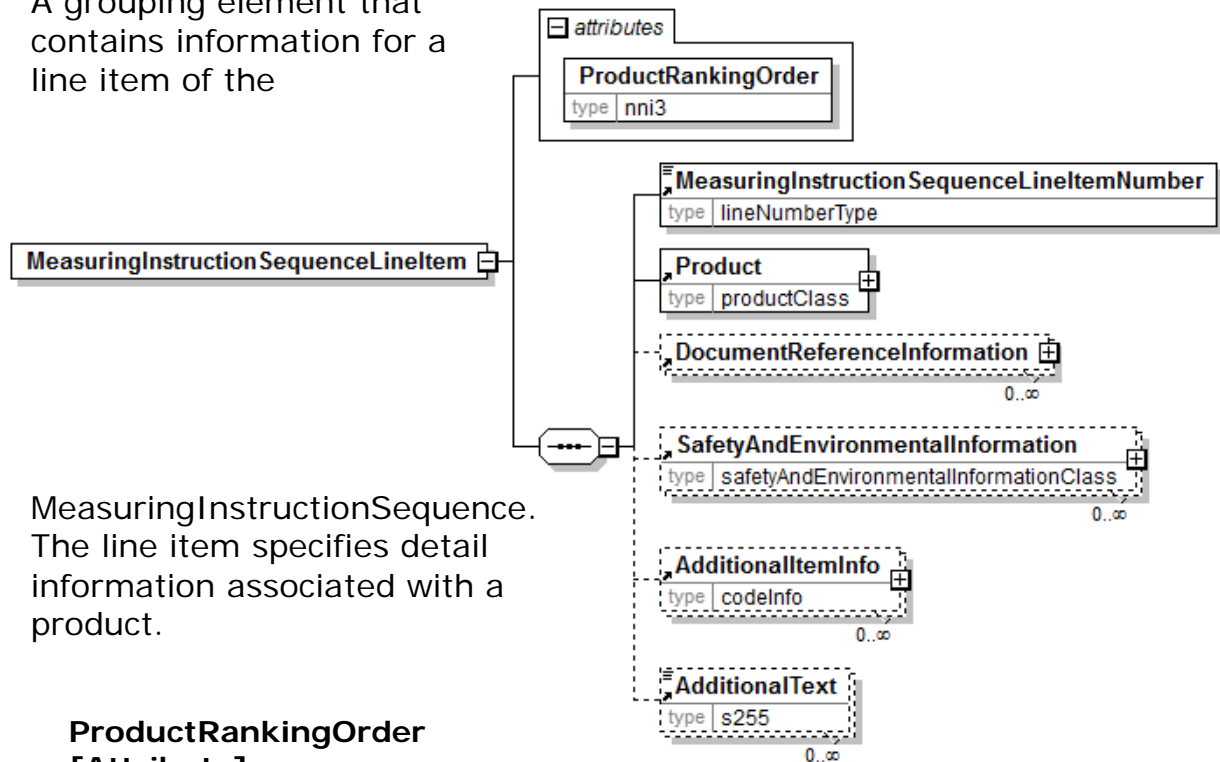 A grouping element that
contains information for a
line item of the
attributes
ProductRankingOrder
type nni3
MeasuringInstructionSequenceLineItemNumber
type lineNumberType
MeasuringInstructionSequenceLineItem
Product
type productClass
DocumentReferenceInformation
0..∞
SafetyAndEnvironmentalInformation
type safetyAndEnvironmentalInformationClass
0..∞
MeasuringInstructionSequence.
The line item specifies detail
information associated with a
product.
AdditionalItemInfo
type codeInfo
0..∞
AdditionalText
type s255
0..∞
ProductRankingOrder
[Attribute]